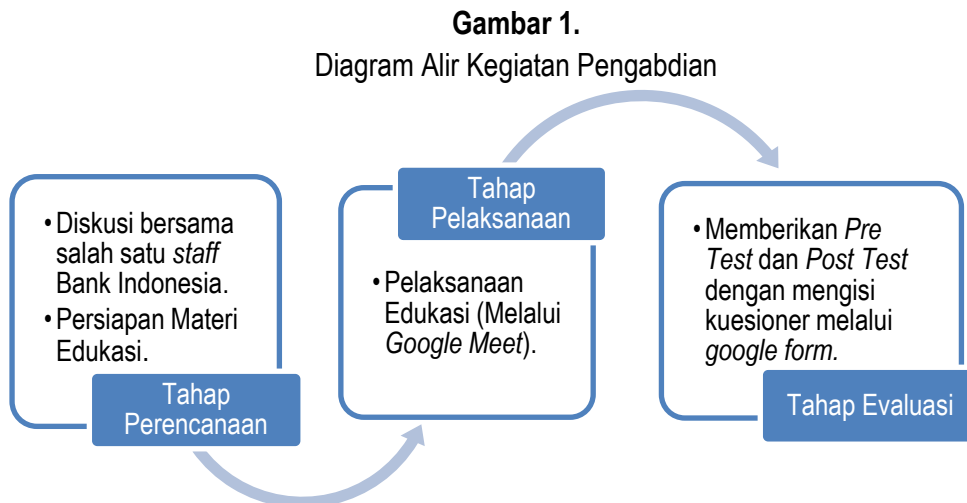 Gambar 1.
Diagram Alir Kegiatan Pengabdian
• Diskusi bersama
salah satu staff
Bank Indonesia.
• Persiapan Materi
Edukasi.
Tahap
Perencanaan
Tahap
Pelaksanaan
• Pelaksanaan
Edukasi (Melalui
Google Meet).
• Memberikan Pre
Test dan Post Test
dengan mengisi
kuesioner melalui
google form.
Tahap Evaluasi